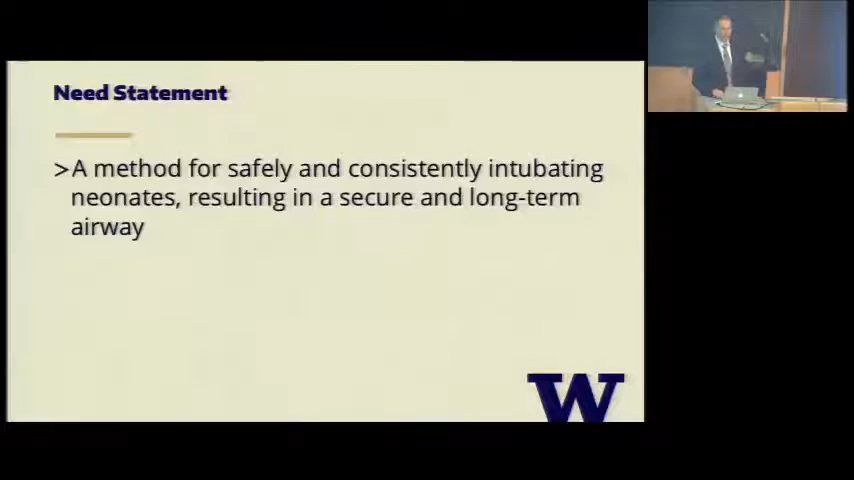 Need Statement
>A method for safely and consistently intubating
neonates, resulting in a secure and long-term
airway
W